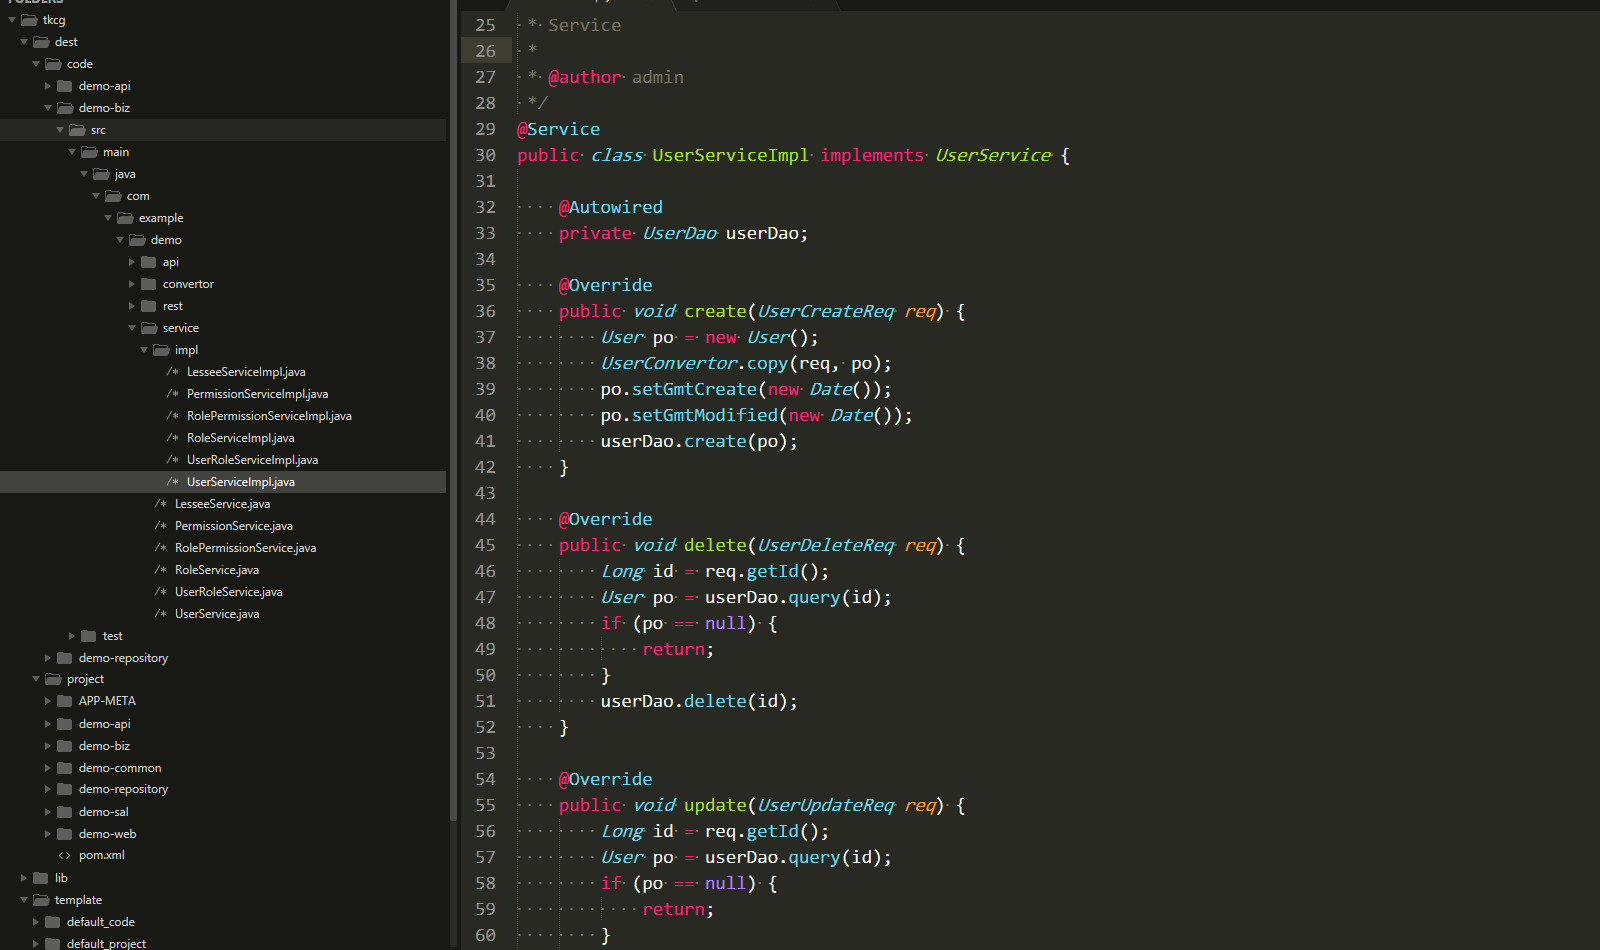 FOLDERS
tkcg
dest
code
demo-api
demo-biz
src
main
java
com
example
demo
api
convertor
rest
service
impl
/* LesseeServiceImpl.java
/* PermissionServiceImpl.java
/* RolePermissionServiceImpl.java
/* RoleServiceImpl.java
/* UserRoleServiceImpl.java
/* UserServiceImpl.java
/* LesseeService.java
/* PermissionService.java
/* RolePermissionService.java
/* RoleService.java
/* UserRoleService.java
/* UserService.java
test
demo-repository
project
APP-META
demo-api
demo-biz
demo-common
demo-repository
demo-sal
demo-web
<> pom.xml
lib
template
default_code
default_project
25 * Service
26 *
27 * @author admin
28 */
29 @Service
30 public class UserServiceImpl implements UserService {
31
32 @Autowired
33 private UserDao userDao;
34
35 @Override
36 public void create(UserCreateReq req) {
37 User po = new User();
38 UserConvertor.copy(req, po);
39 po.setGmtCreate(new Date());
40 po.setGmtModified(new Date());
41 userDao.create(po);
42 }
43
44 @Override
45 public void delete(UserDeleteReq req) {
46 Long id = req.getId();
47 User po = userDao.query(id);
48 if (po == null) {
49 return;
50 }
51 userDao.delete(id);
52 }
53
54 @Override
55 public void update(UserUpdateReq req) {
56 Long id = req.getId();
57 User po = userDao.query(id);
58 if (po == null) {
59 return;
60 }